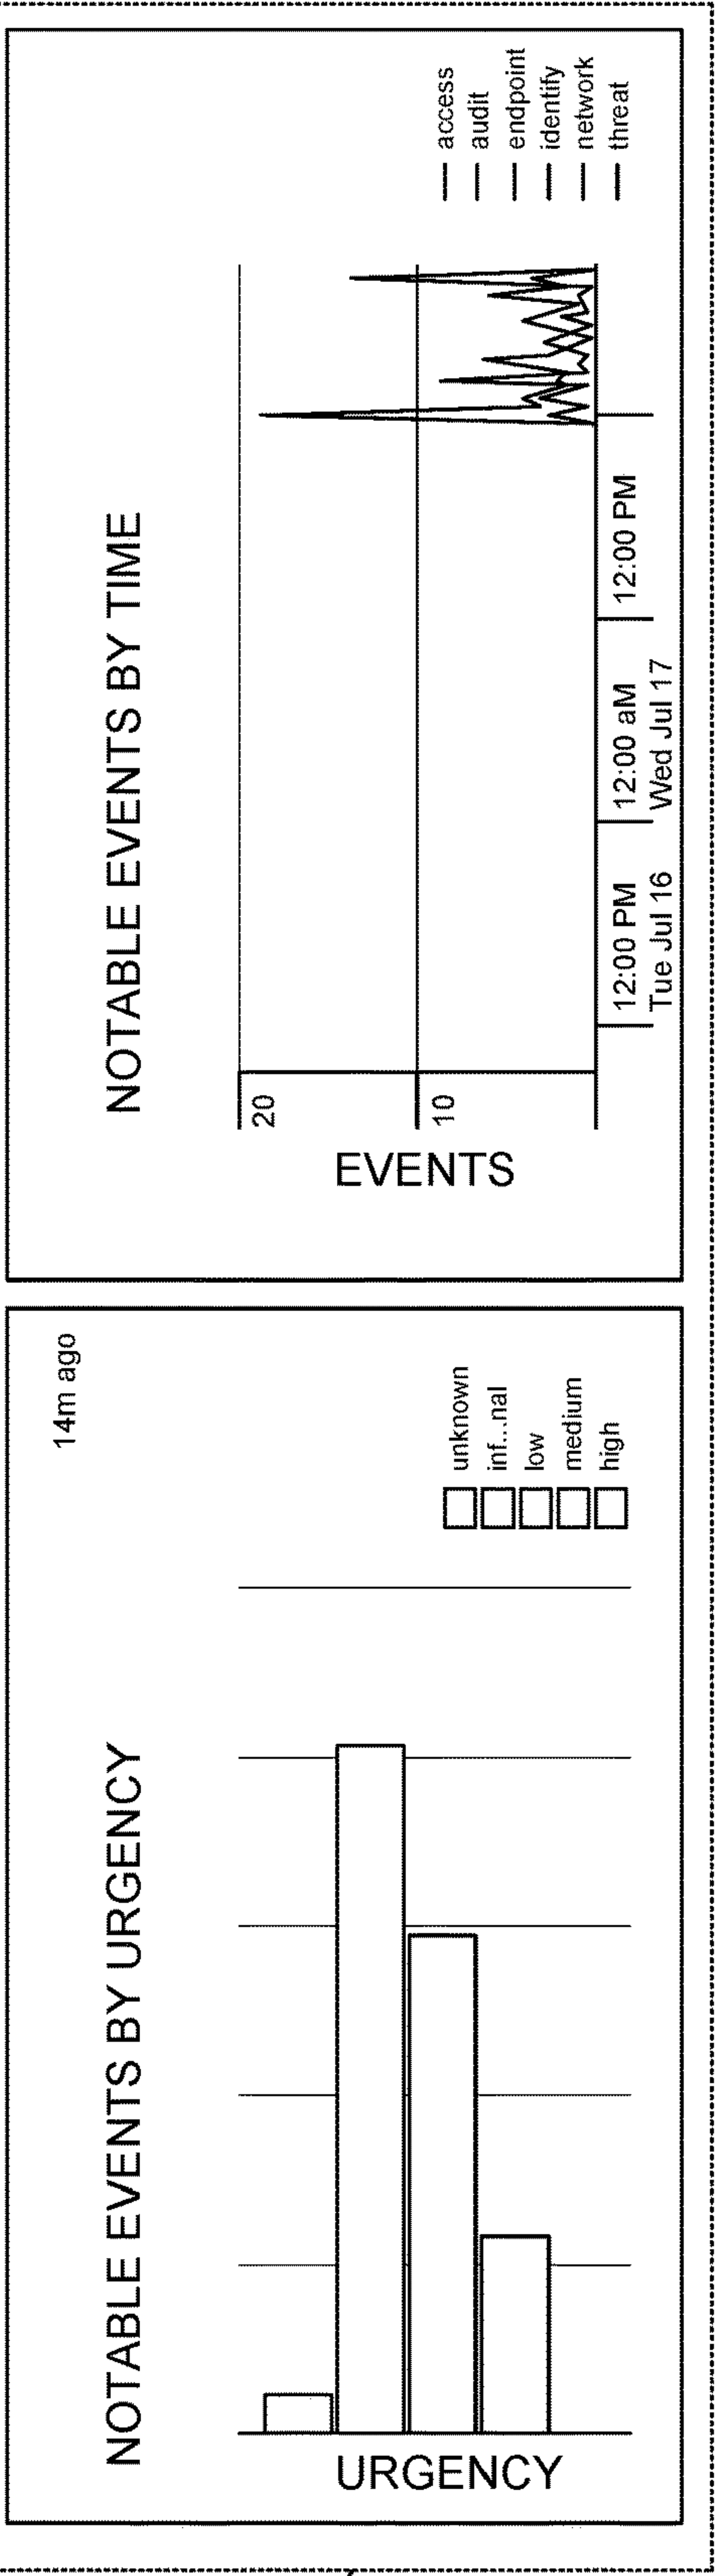 NOTABLE EVENTS BY URGENCY
14m ago
URGENCY
unknown
inf...nal
low
medium
high
NOTABLE EVENTS BY TIME
EVENTS
20
10
12:00 PM
Tue Jul 16
12:00 aM
Wed Jul 17
12:00 PM
access
audit
endpoint
identify
network
threat